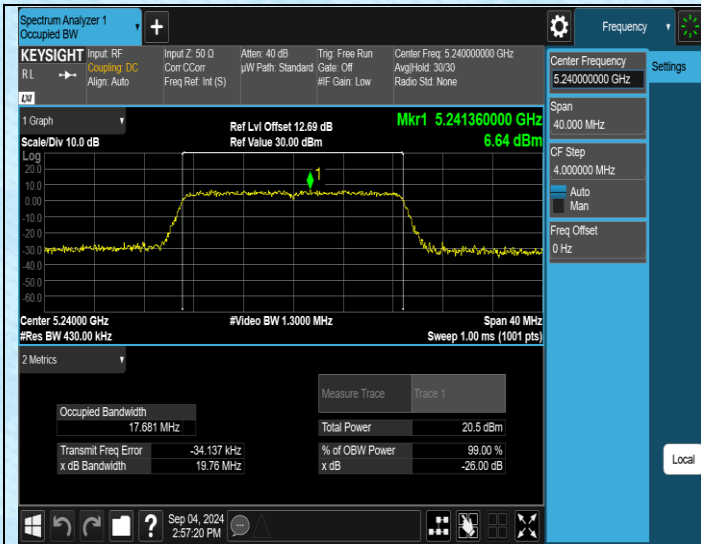 Spectrum Analyzer 1
Occupied BW
+
Frequency
KEYSIGHT
RL
LXI
Input: RF
Coupling: DC
Align: Auto
Input Z: 50 Ω
Corr CCorr
Freq Ref: Int (S)
Atten: 40 dB
µW Path: Standard
Trig: Free Run
Gate: Off
#IF Gain: Low
Center Freq: 5.240000000 GHz
Avg|Hold: 30/30
Radio Std: None
Center Frequency
5.240000000 GHz
Settings
Span
40.000 MHz
CF Step
4.000000 MHz
Auto
Man
Freq Offset
0 Hz
1 Graph
Scale/Div 10.0 dB
Ref Lvl Offset 12.69 dB
Ref Value 30.00 dBm
Mkr1 5.241360000 GHz
6.64 dBm
Log
20.0
10.0
0.00
-10.0
-20.0
-30.0
-40.0
-50.0
-60.0
1
Center 5.24000 GHz
#Res BW 430.00 kHz
#Video BW 1.3000 MHz
Span 40 MHz
Sweep 1.00 ms (1001 pts)
2 Metrics
Measure Trace
Trace 1
Occupied Bandwidth
17.681 MHz
Total Power
20.5 dBm
Transmit Freq Error
-34.137 kHz
% of OBW Power
99.00 %
x dB Bandwidth
19.76 MHz
x dB
-26.00 dB
Local
?
Sep 04, 2024
2:57:20 PM